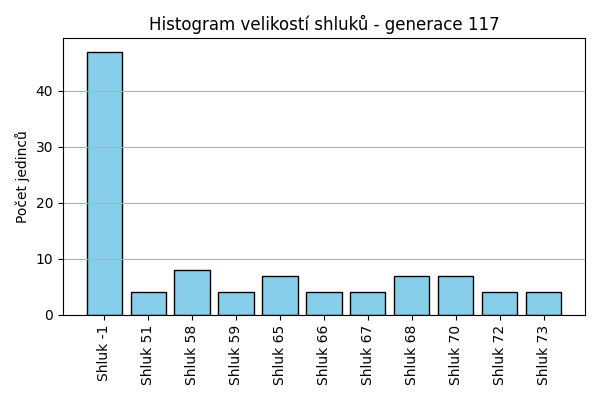 Histogram velikostí shluků - generace 117
Počet jedinců
40
30
20
10
0
Shluk -1
Shluk 51
Shluk 58
Shluk 59
Shluk 65
Shluk 66
Shluk 67
Shluk 68
Shluk 70
Shluk 72
Shluk 73